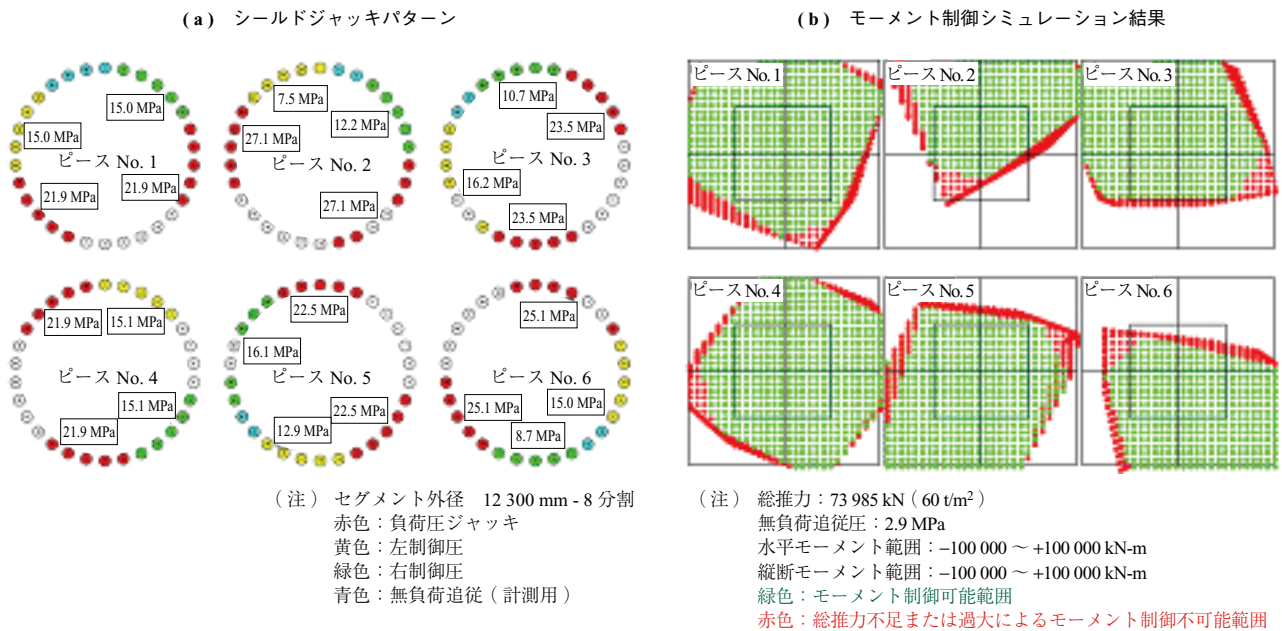 ( a ) シールドジャッキパターン
15.0 MPa
15.0 MPa
ピース No. 1
21.9 MPa
21.9 MPa
7.5 MPa
12.2 MPa
27.1 MPa
ピース No. 2
27.1 MPa
10.7 MPa
23.5 MPa
ピース No. 3
16.2 MPa
23.5 MPa
21.9 MPa
15.1 MPa
ピース No. 4
15.1 MPa
21.9 MPa
22.5 MPa
16.1 MPa
ピース No. 5
22.5 MPa
12.9 MPa
25.1 MPa
ピース No. 6
15.0 MPa
25.1 MPa
8.7 MPa
( 注 ) セグメント外径 12 300 mm - 8 分割
赤色：負荷圧ジャッキ
黄色：左制御圧
緑色：右制御圧
青色：無負荷追従 ( 計測用 )
( b ) モーメント制御シミュレーション結果
ピース No. 1
ピース No. 2
ピース No. 3
ピース No. 4
ピース No. 5
ピース No. 6
( 注 ) 総推力：73 985 kN ( 60 t/m² )
無負荷追従圧：2.9 MPa
水平モーメント範囲：–100 000 ～ +100 000 kN-m
縦断モーメント範囲：–100 000 ～ +100 000 kN-m
緑色：モーメント制御可能範囲
赤色：総推力不足または過大によるモーメント制御不可能範囲